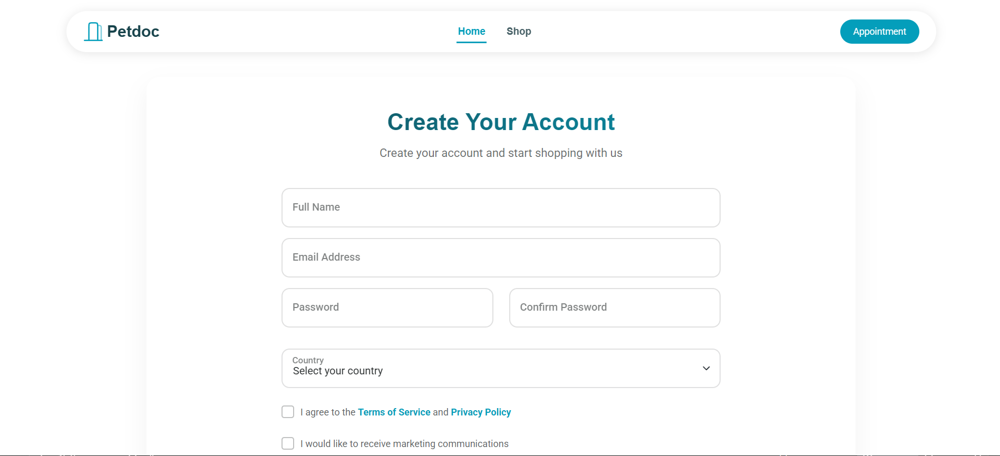 Petdoc
Home Shop
Appointment
Create Your Account
Create your account and start shopping with us
Full Name
Email Address
Password
Confirm Password
Country
Select your country
I agree to the Terms of Service and Privacy Policy
I would like to receive marketing communications